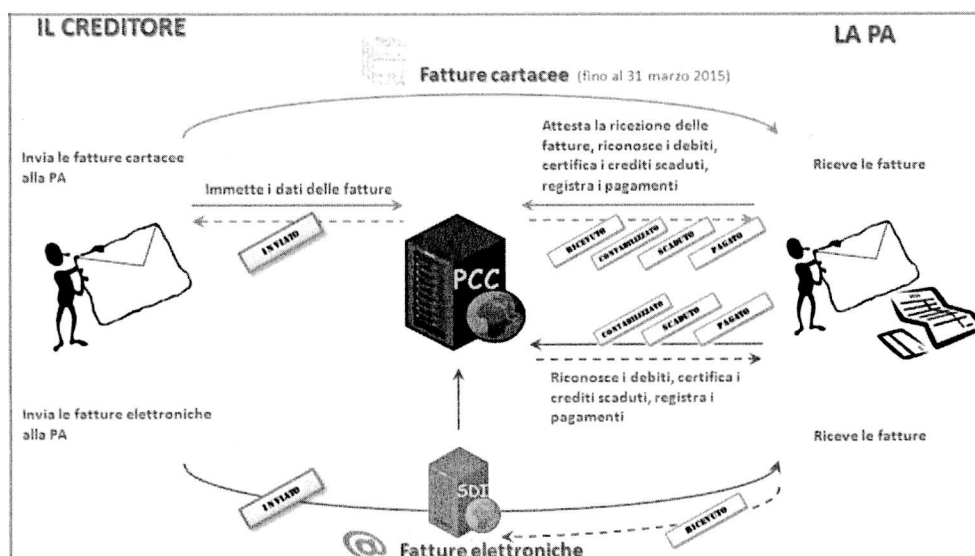 IL CREDITORE
LA PA
Fatture cartacee (fino al 31 marzo 2015)
Invia le fatture cartacee
alla PA
Immette i dati delle fatture
Attesta la ricezione delle
fatture, riconosce i debiti,
certifica i crediti scaduti,
registra i pagamenti
Riceve le fatture
INVIATO
RICEVUTO
CONTABILIZZATO
SCADUTO
PAGATO
PCC
CONTABILIZZATO
SCADUTO
PAGATO
Riconosce i debiti, certifica i
crediti scaduti, registra i
pagamenti
Invia le fatture elettroniche
alla PA
Riceve le fatture
INVIATO
SDI
RICEVUTO
Fatture elettroniche